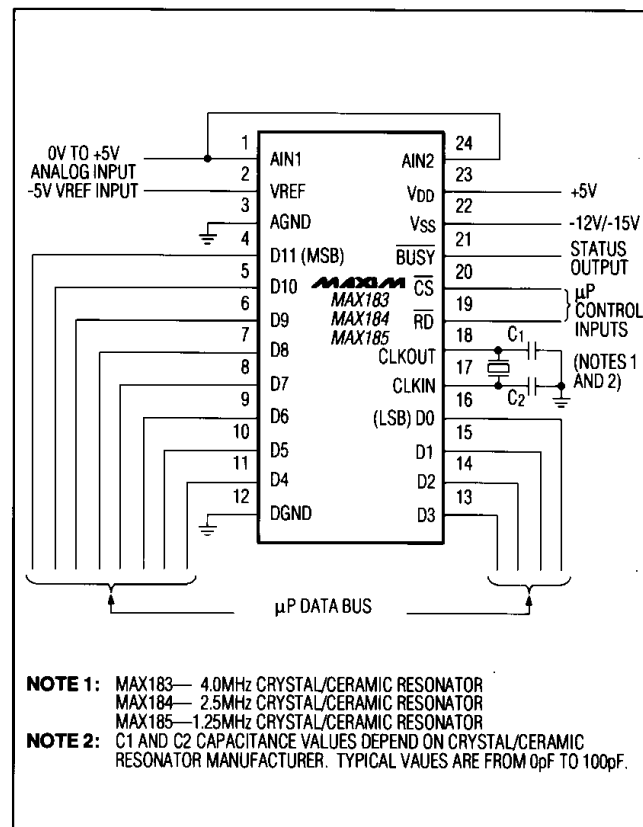 0V TO +5V
ANALOG INPUT
-5V VREF INPUT
1
AIN1
2
VREF
3
AGND
4
D11 (MSB)
5
D10
6
D9
7
D8
8
D7
9
D6
10
D5
11
D4
12
DGND
MAXIM
MAX183
MAX184
MAX185
24
AIN2
23
VDD
+5V
22
VSS
-12V/-15V
21
BUSY
STATUS
OUTPUT
20
CS
19
RD
µP
CONTROL
INPUTS
18
CLKOUT
C1
17
CLKIN
C2
(NOTES 1
AND 2)
16
(LSB) D0
15
D1
14
D2
13
D3
µP DATA BUS
NOTE 1: MAX183— 4.0MHz CRYSTAL/CERAMIC RESONATOR
MAX184— 2.5MHz CRYSTAL/CERAMIC RESONATOR
MAX185—1.25MHz CRYSTAL/CERAMIC RESONATOR
NOTE 2: C1 AND C2 CAPACITANCE VALUES DEPEND ON CRYSTAL/CERAMIC
RESONATOR MANUFACTURER. TYPICAL VAUES ARE FROM 0pF TO 100pF.